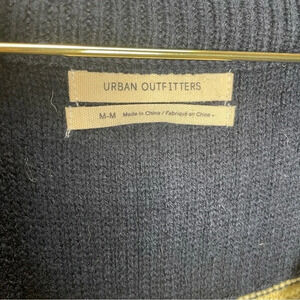 URBAN OUTFITTERS
M-M Made in China / Fabriqué en Chine